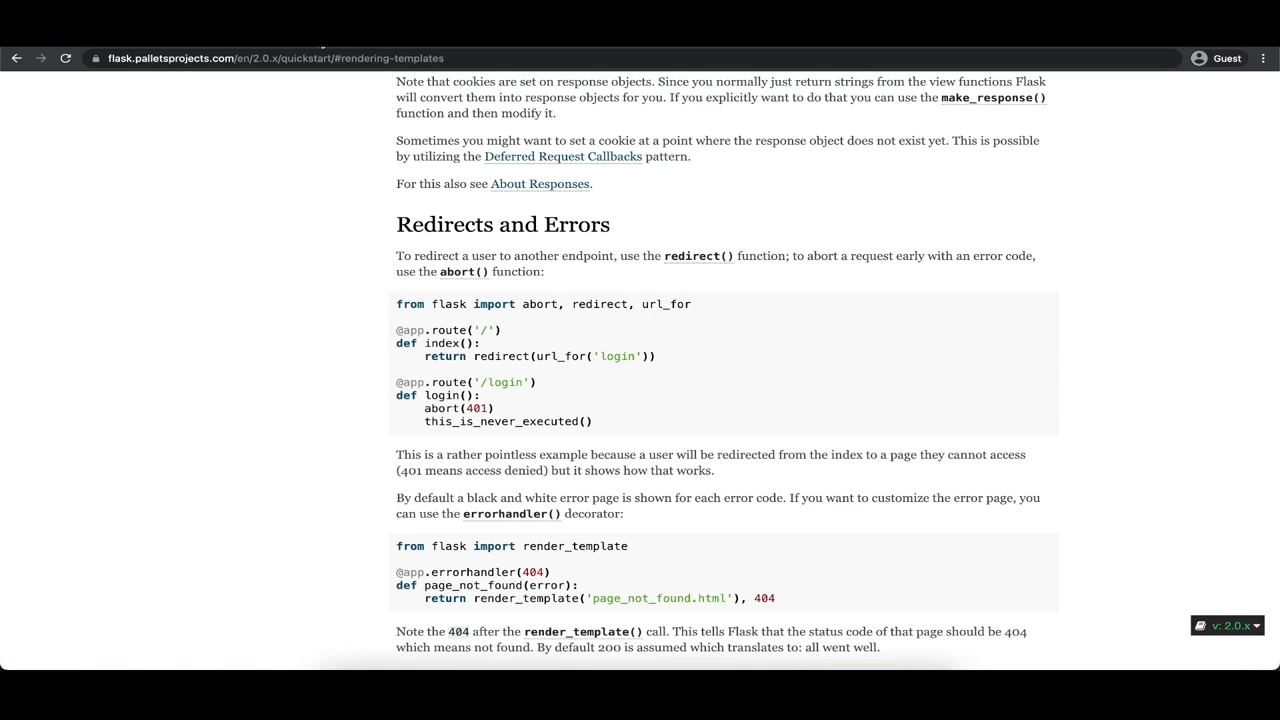 flask.palletsprojects.com/en/2.0.x/quickstart/#rendering-templates
Guest
Note that cookies are set on response objects. Since you normally just return strings from the view functions Flask
will convert them into response objects for you. If you explicitly want to do that you can use the make_response()
function and then modify it.
Sometimes you might want to set a cookie at a point where the response object does not exist yet. This is possible
by utilizing the Deferred Request Callbacks pattern.
For this also see About Responses.
Redirects and Errors
To redirect a user to another endpoint, use the redirect() function; to abort a request early with an error code,
use the abort() function:
from flask import abort, redirect, url_for
@app.route('/')
def index():
    return redirect(url_for('login'))
@app.route('/login')
def login():
    abort(401)
    this_is_never_executed()
This is a rather pointless example because a user will be redirected from the index to a page they cannot access
(401 means access denied) but it shows how that works.
By default a black and white error page is shown for each error code. If you want to customize the error page, you
can use the errorhandler() decorator:
from flask import render_template
@app.errorhandler(404)
def page_not_found(error):
    return render_template('page_not_found.html'), 404
Note the 404 after the render_template() call. This tells Flask that the status code of that page should be 404
which means not found. By default 200 is assumed which translates to: all went well.
v: 2.0.x